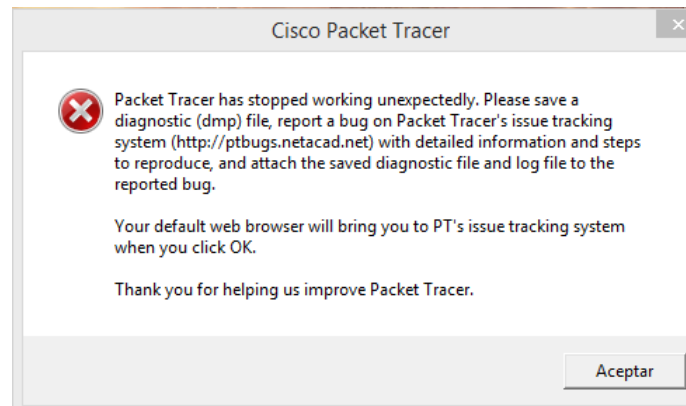 Cisco Packet Tracer
Packet Tracer has stopped working unexpectedly. Please save a
diagnostic (dmp) file, report a bug on Packet Tracer's issue tracking
system (http://ptbugs.netacad.net) with detailed information and steps
to reproduce, and attach the saved diagnostic file and log file to the
reported bug.
Your default web browser will bring you to PT's issue tracking system
when you click OK.
Thank you for helping us improve Packet Tracer.
Aceptar